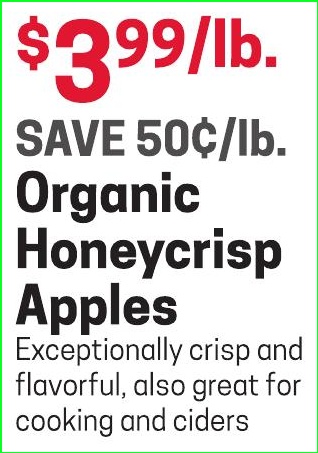 $3.99/lb.
SAVE 50¢/lb.
Organic
Honeycrisp
Apples
Exceptionally crisp and
flavorful, also great for
cooking and ciders